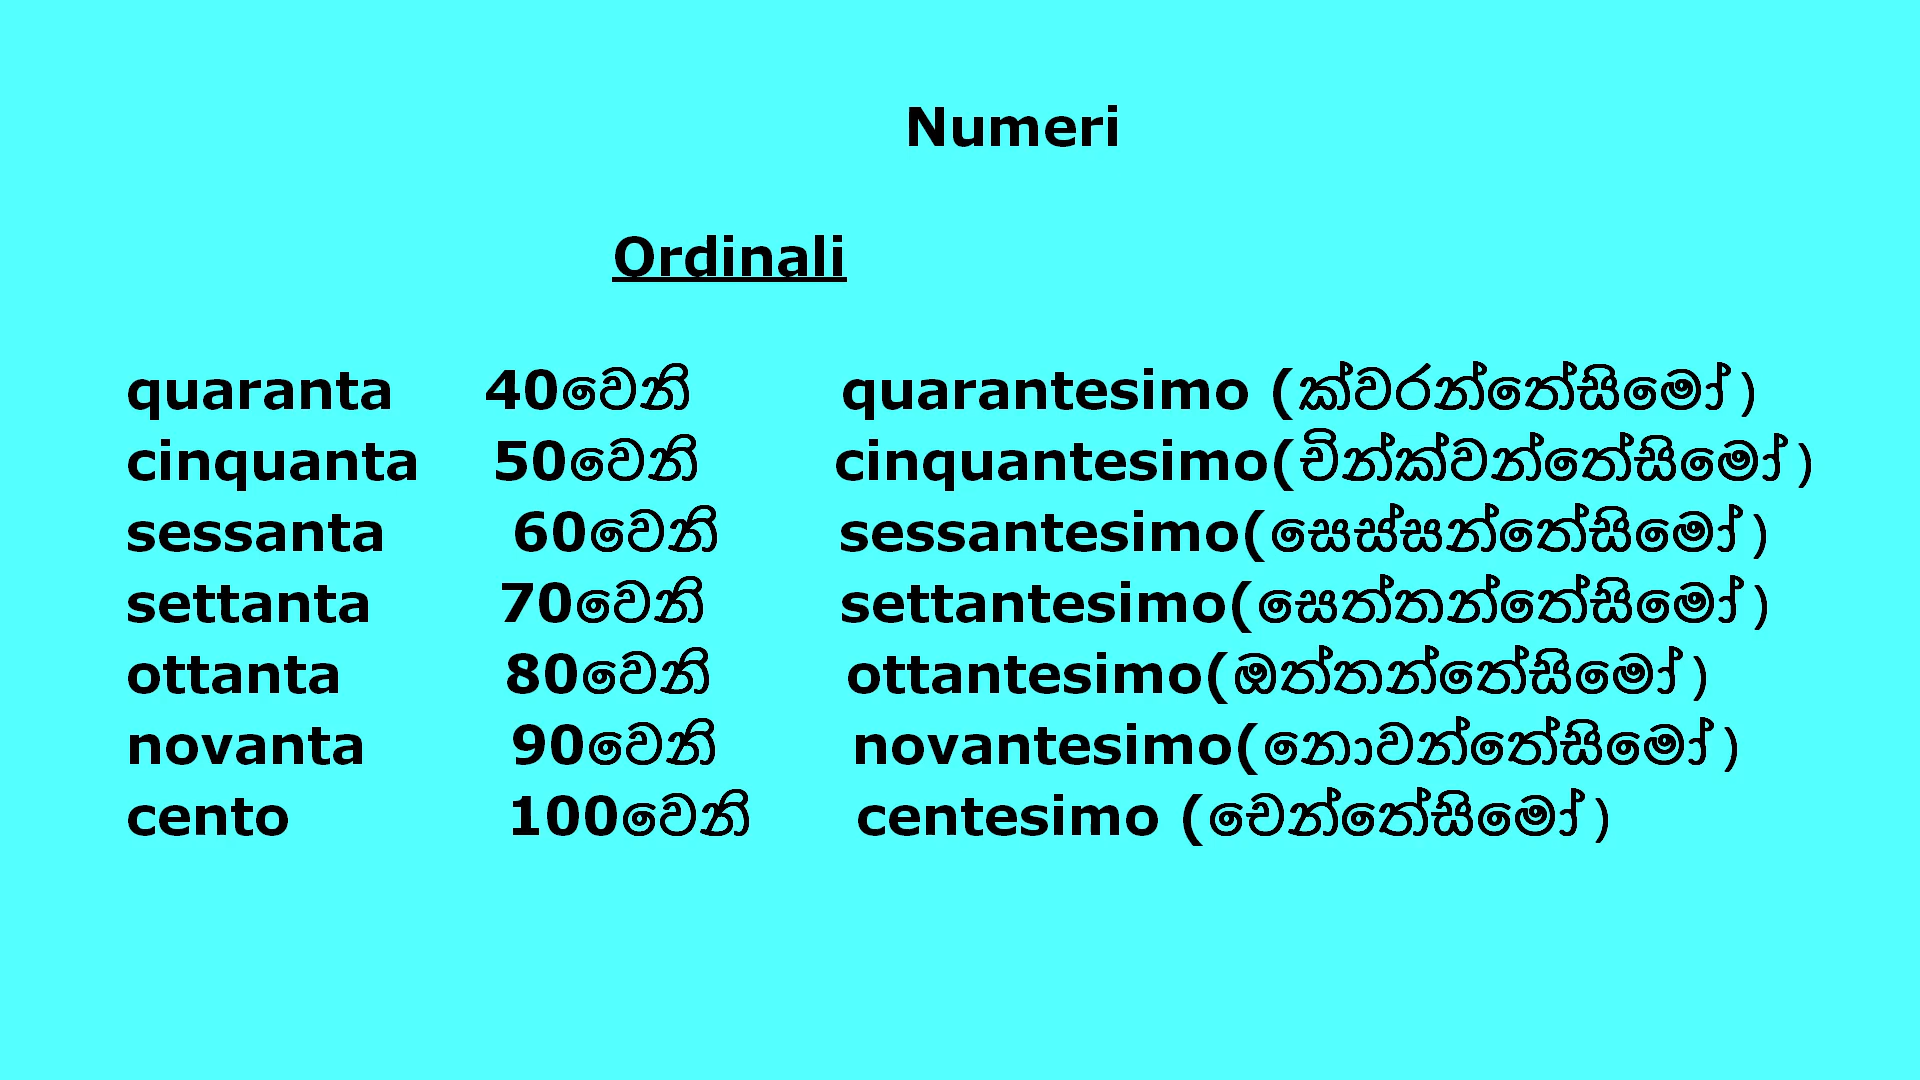 Numeri
Ordinali
quaranta 40වෙනි quarantesimo (ක්වරන්තේසිමෝ)
cinquanta 50වෙනි cinquantesimo(චින්ක්වන්තේසිමෝ)
sessanta 60වෙනි sessantesimo(සෙස්සන්තේසිමෝ)
settanta 70වෙනි settantesimo(සෙත්තන්තේසිමෝ)
ottanta 80වෙනි ottantesimo(ඔත්තන්තේසිමෝ)
novanta 90වෙනි novantesimo(නොවන්තේසිමෝ)
cento 100වෙනි centesimo (චෙන්තේසිමෝ)